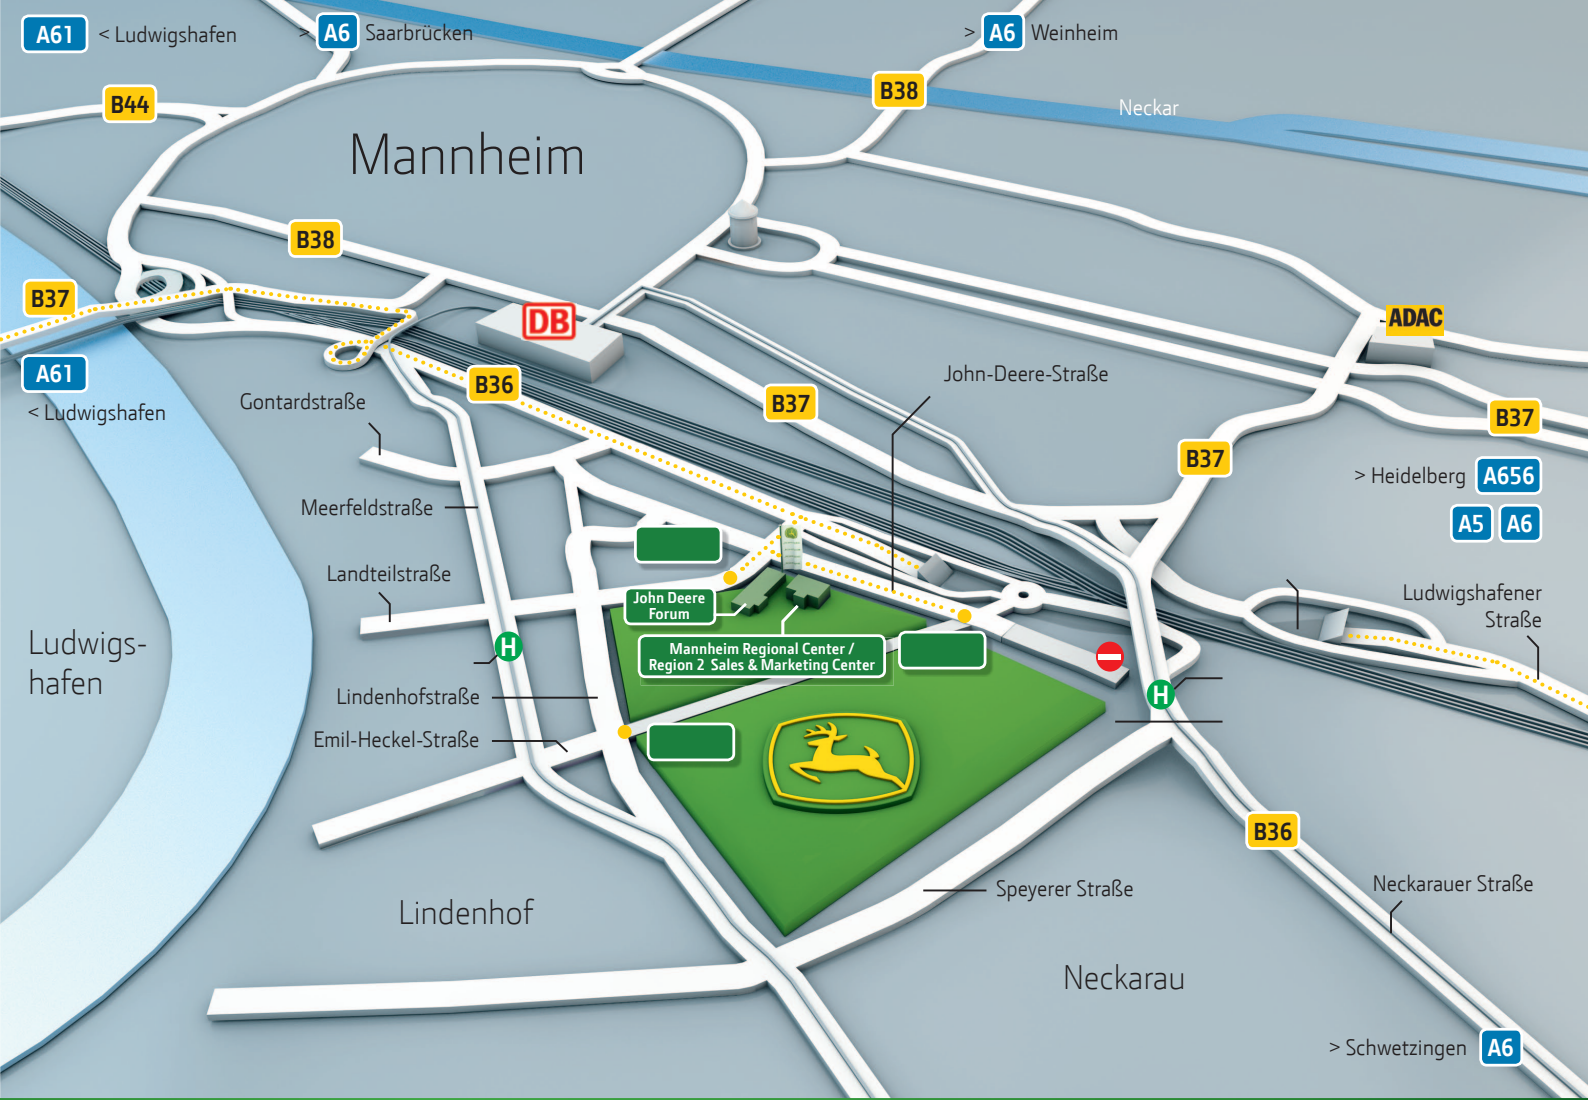 A61 < Ludwigshafen
> A6 Saarbrücken
> A6 Weinheim
B44
B38
Neckar
Mannheim
B38
B37
DB
ADAC
A61
< Ludwigshafen
B36
John-Deere-Straße
Gontardstraße
B37
B37
B37
> Heidelberg A656
A5 A6
Meerfeldstraße
Landteilstraße
Ludwigshafener
Straße
John Deere
Forum
Mannheim Regional Center /
Region 2 Sales & Marketing Center
H
Ludwigs-
hafen
Lindenhofstraße
H
Emil-Heckel-Straße
B36
Speyerer Straße
Neckarauer Straße
Lindenhof
Neckarau
> Schwetzingen A6